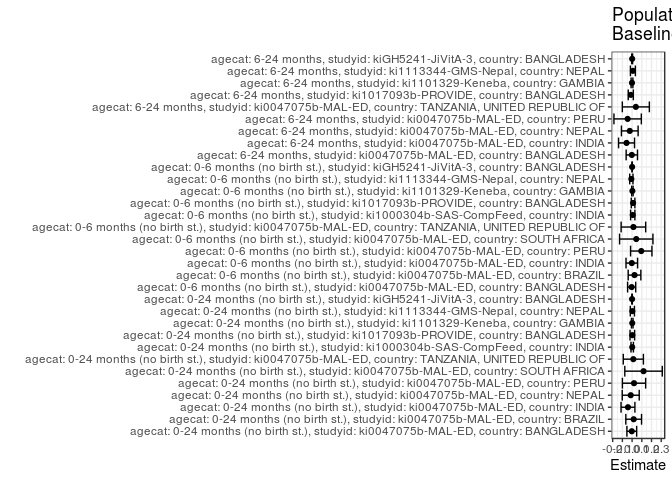 Populat
Baselin
agecat: 6-24 months, studyid: kiGH5241-JiVitA-3, country: BANGLADESH
agecat: 6-24 months, studyid: ki1113344-GMS-Nepal, country: NEPAL
agecat: 6-24 months, studyid: ki1101329-Keneba, country: GAMBIA
agecat: 6-24 months, studyid: ki1017093b-PROVIDE, country: BANGLADESH
agecat: 6-24 months, studyid: ki0047075b-MAL-ED, country: TANZANIA, UNITED REPUBLIC OF
agecat: 6-24 months, studyid: ki0047075b-MAL-ED, country: PERU
agecat: 6-24 months, studyid: ki0047075b-MAL-ED, country: NEPAL
agecat: 6-24 months, studyid: ki0047075b-MAL-ED, country: INDIA
agecat: 6-24 months, studyid: ki0047075b-MAL-ED, country: BANGLADESH
agecat: 0-6 months (no birth st.), studyid: kiGH5241-JiVitA-3, country: BANGLADESH
agecat: 0-6 months (no birth st.), studyid: ki1113344-GMS-Nepal, country: NEPAL
agecat: 0-6 months (no birth st.), studyid: ki1101329-Keneba, country: GAMBIA
agecat: 0-6 months (no birth st.), studyid: ki1017093b-PROVIDE, country: BANGLADESH
agecat: 0-6 months (no birth st.), studyid: ki1000304b-SAS-CompFeed, country: INDIA
agecat: 0-6 months (no birth st.), studyid: ki0047075b-MAL-ED, country: TANZANIA, UNITED REPUBLIC OF
agecat: 0-6 months (no birth st.), studyid: ki0047075b-MAL-ED, country: SOUTH AFRICA
agecat: 0-6 months (no birth st.), studyid: ki0047075b-MAL-ED, country: PERU
agecat: 0-6 months (no birth st.), studyid: ki0047075b-MAL-ED, country: INDIA
agecat: 0-6 months (no birth st.), studyid: ki0047075b-MAL-ED, country: BRAZIL
agecat: 0-6 months (no birth st.), studyid: ki0047075b-MAL-ED, country: BANGLADESH
agecat: 0-24 months (no birth st.), studyid: kiGH5241-JiVitA-3, country: BANGLADESH
agecat: 0-24 months (no birth st.), studyid: ki1113344-GMS-Nepal, country: NEPAL
agecat: 0-24 months (no birth st.), studyid: ki1101329-Keneba, country: GAMBIA
agecat: 0-24 months (no birth st.), studyid: ki1017093b-PROVIDE, country: BANGLADESH
agecat: 0-24 months (no birth st.), studyid: ki1000304b-SAS-CompFeed, country: INDIA
agecat: 0-24 months (no birth st.), studyid: ki0047075b-MAL-ED, country: TANZANIA, UNITED REPUBLIC OF
agecat: 0-24 months (no birth st.), studyid: ki0047075b-MAL-ED, country: SOUTH AFRICA
agecat: 0-24 months (no birth st.), studyid: ki0047075b-MAL-ED, country: PERU
agecat: 0-24 months (no birth st.), studyid: ki0047075b-MAL-ED, country: NEPAL
agecat: 0-24 months (no birth st.), studyid: ki0047075b-MAL-ED, country: INDIA
agecat: 0-24 months (no birth st.), studyid: ki0047075b-MAL-ED, country: BRAZIL
agecat: 0-24 months (no birth st.), studyid: ki0047075b-MAL-ED, country: BANGLADESH
Estimate